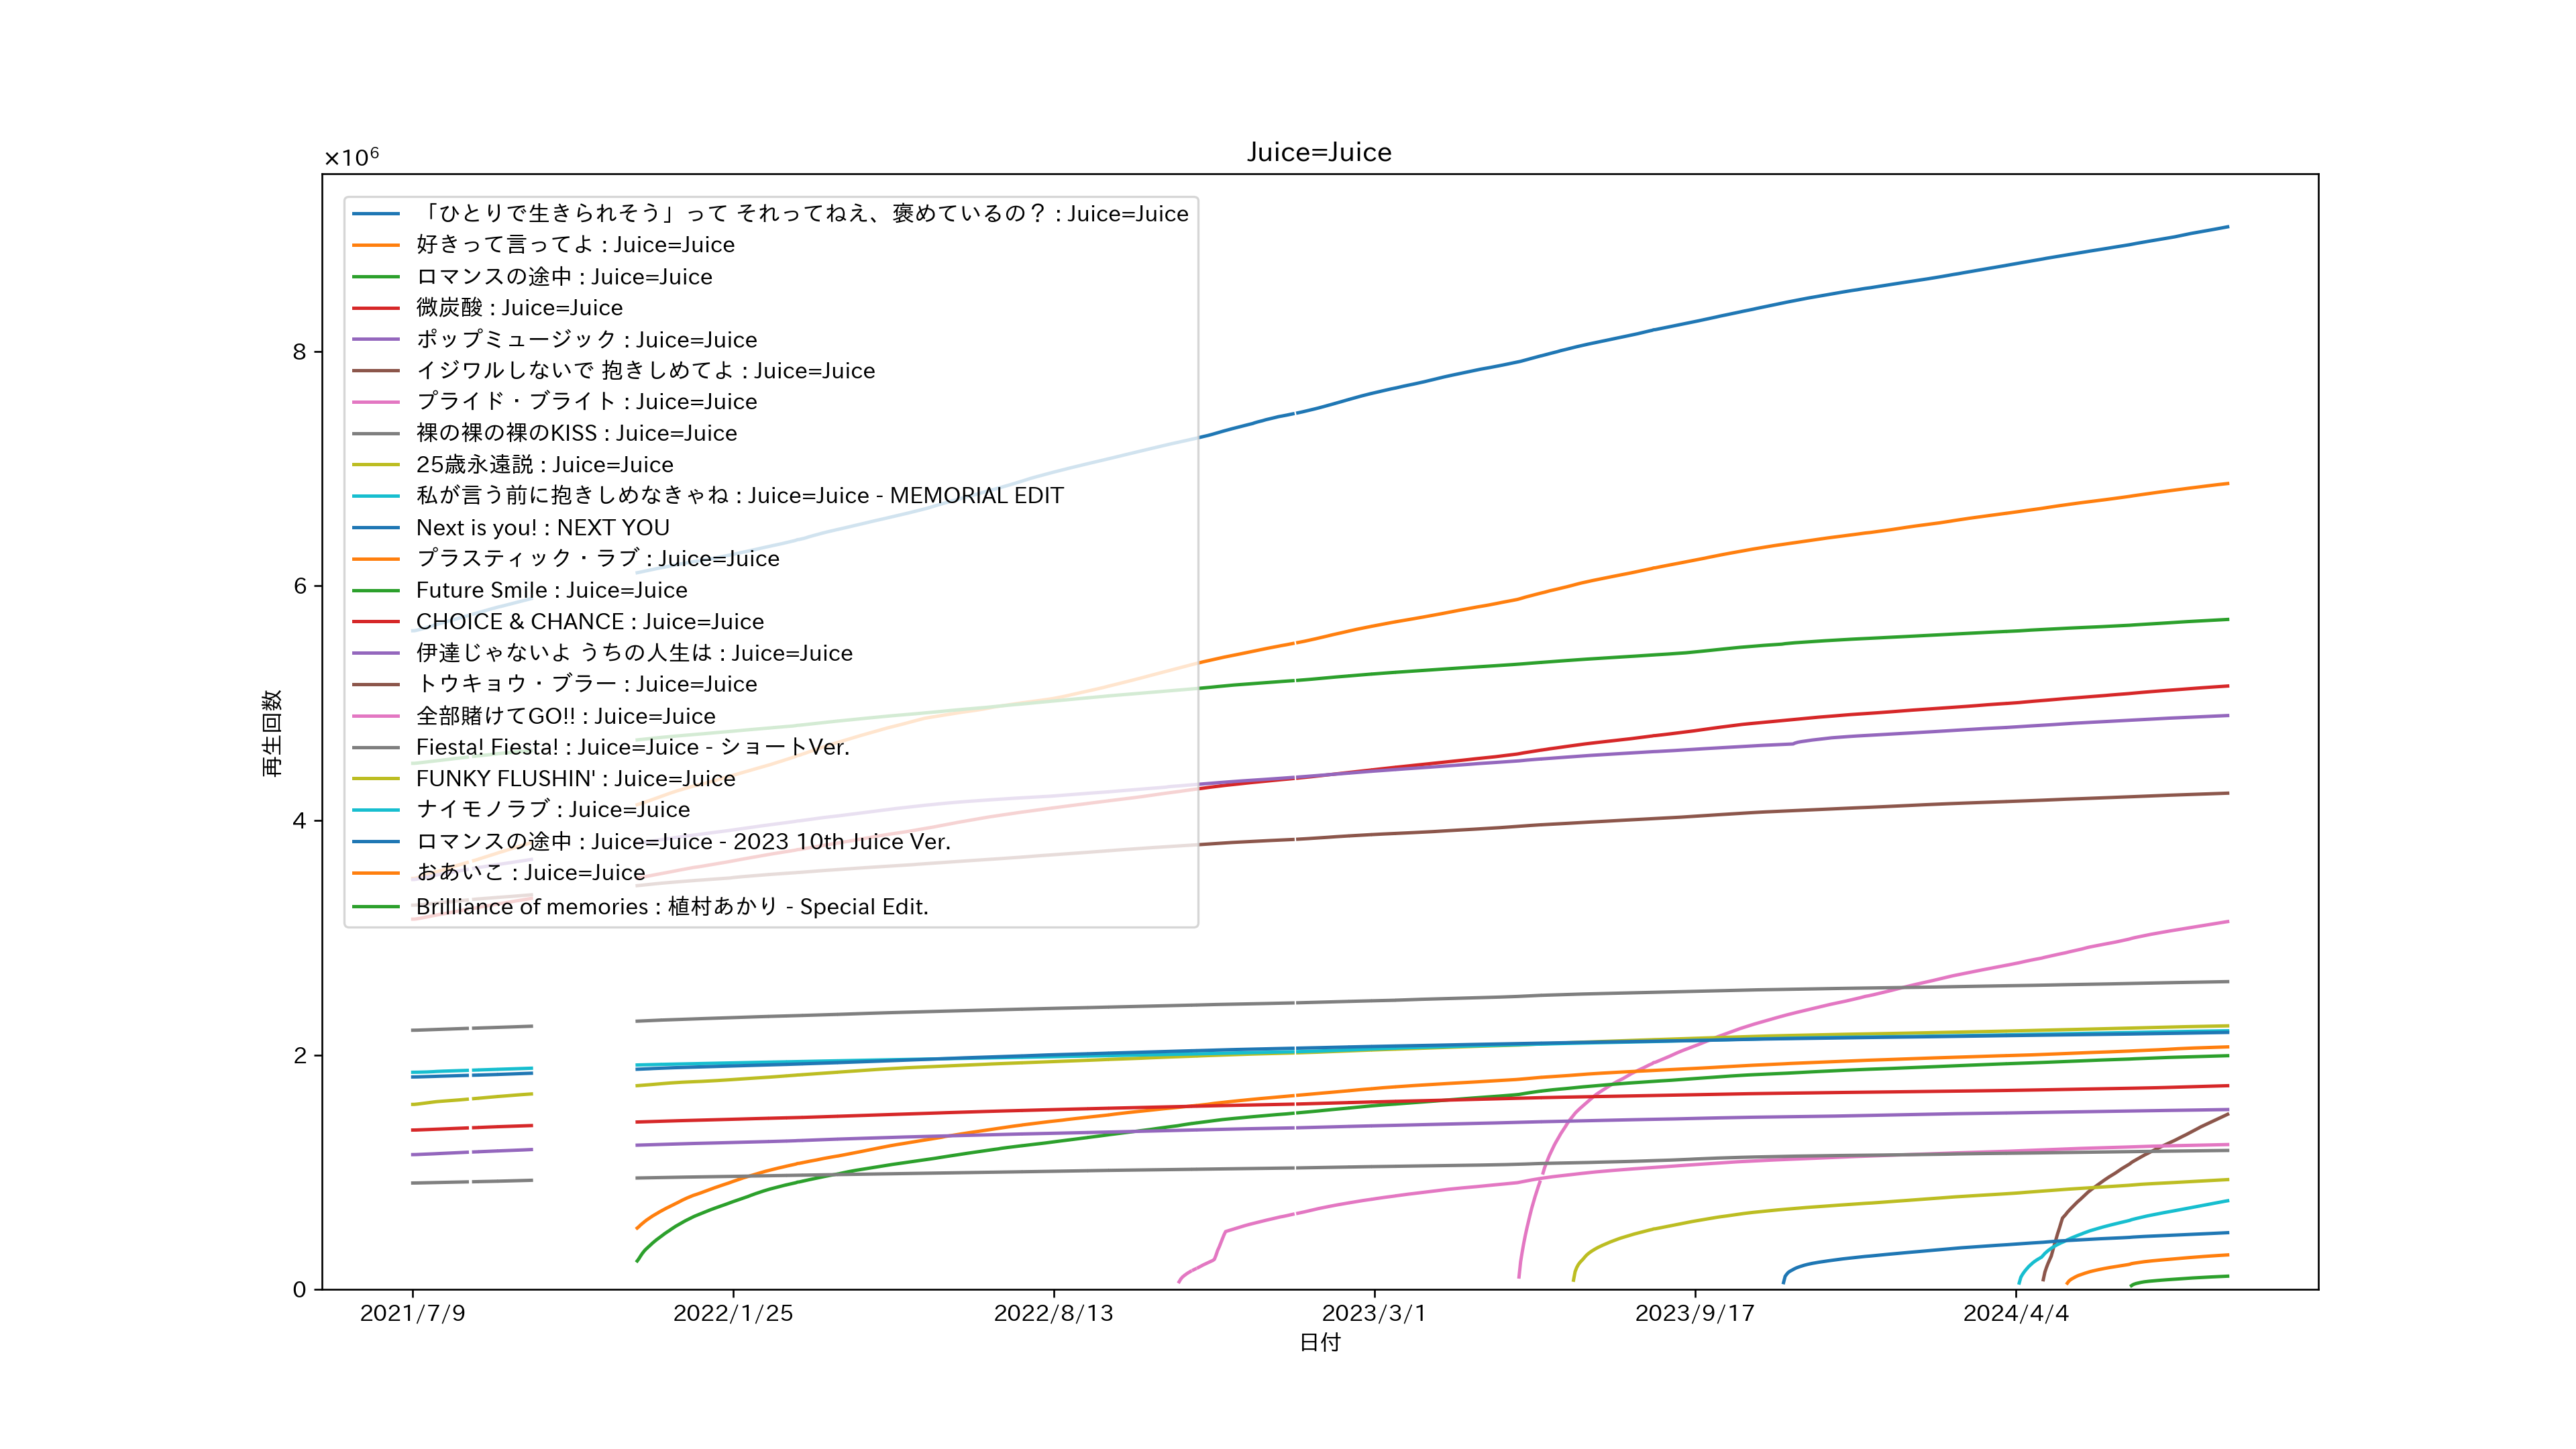 Juice=Juice
×10⁶
「ひとりで生きられそう」って それってねえ、褒めているの? : Juice=Juice
好きって言ってよ : Juice=Juice
ロマンスの途中 : Juice=Juice
微炭酸 : Juice=Juice
ポップミュージック : Juice=Juice
イジワルしないで 抱きしめてよ : Juice=Juice
プライド・ブライト : Juice=Juice
裸の裸の裸のKISS : Juice=Juice
25歳永遠説 : Juice=Juice
私が言う前に抱きしめなきゃね : Juice=Juice - MEMORIAL EDIT
Next is you! : NEXT YOU
プラスティック・ラブ : Juice=Juice
Future Smile : Juice=Juice
CHOICE & CHANCE : Juice=Juice
伊達じゃないよ うちの人生は : Juice=Juice
トウキョウ・ブラー : Juice=Juice
全部賭けてGO!! : Juice=Juice
Fiesta! Fiesta! : Juice=Juice - ショートVer.
FUNKY FLUSHIN' : Juice=Juice
ナイモノラブ : Juice=Juice
ロマンスの途中 : Juice=Juice - 2023 10th Juice Ver.
おあいこ : Juice=Juice
Brilliance of memories : 植村あかり - Special Edit.
8
6
4
2
0
再生回数
2021/7/9
2022/1/25
2022/8/13
2023/3/1
2023/9/17
2024/4/4
日付